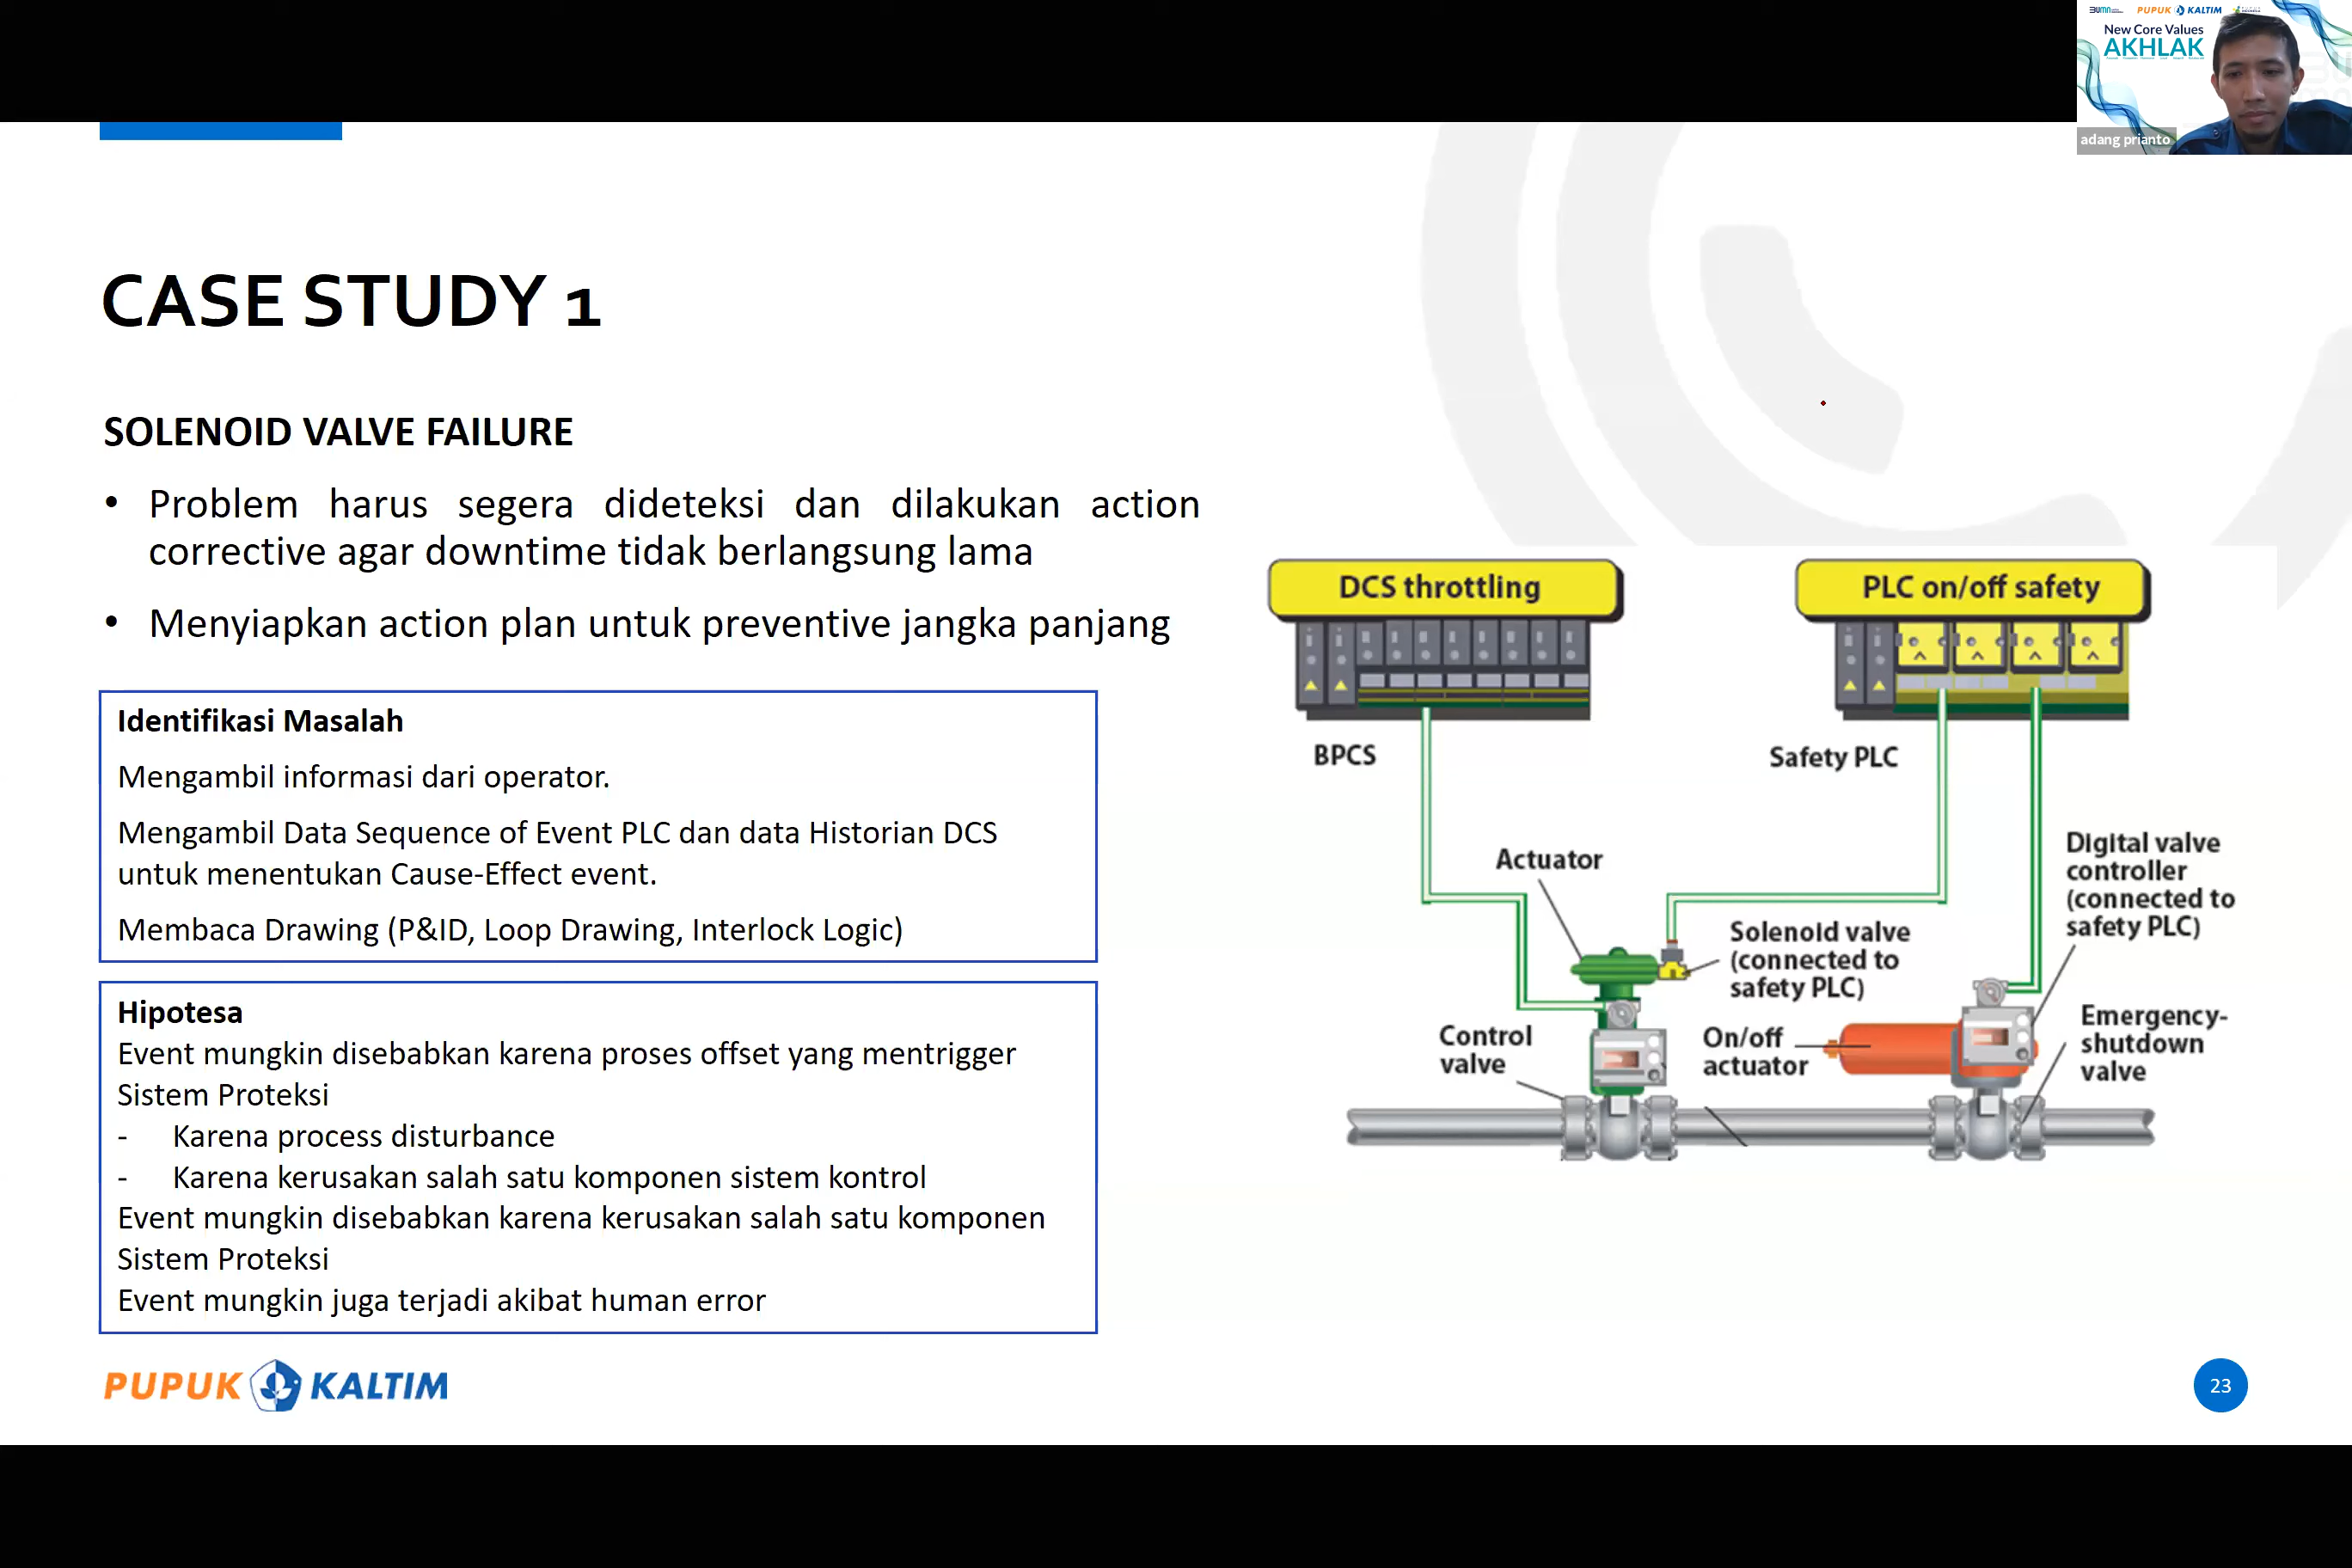 PUPUK KALTIM
New Core Values
AKHLAK
adang prianto
CASE STUDY 1
SOLENOID VALVE FAILURE
• Problem harus segera dideteksi dan dilakukan action
corrective agar downtime tidak berlangsung lama
• Menyiapkan action plan untuk preventive jangka panjang
Identifikasi Masalah
Mengambil informasi dari operator.
Mengambil Data Sequence of Event PLC dan data Historian DCS
untuk menentukan Cause-Effect event.
Membaca Drawing (P&ID, Loop Drawing, Interlock Logic)
Hipotesa
Event mungkin disebabkan karena proses offset yang mentrigger
Sistem Proteksi
- Karena process disturbance
- Karena kerusakan salah satu komponen sistem kontrol
Event mungkin disebabkan karena kerusakan salah satu komponen
Sistem Proteksi
Event mungkin juga terjadi akibat human error
DCS throttling
PLC on/off safety
BPCS
Safety PLC
Actuator
Digital valve
controller
(connected to
safety PLC)
Solenoid valve
(connected to
safety PLC)
Control
valve
On/off
actuator
Emergency-
shutdown
valve
PUPUK KALTIM
23